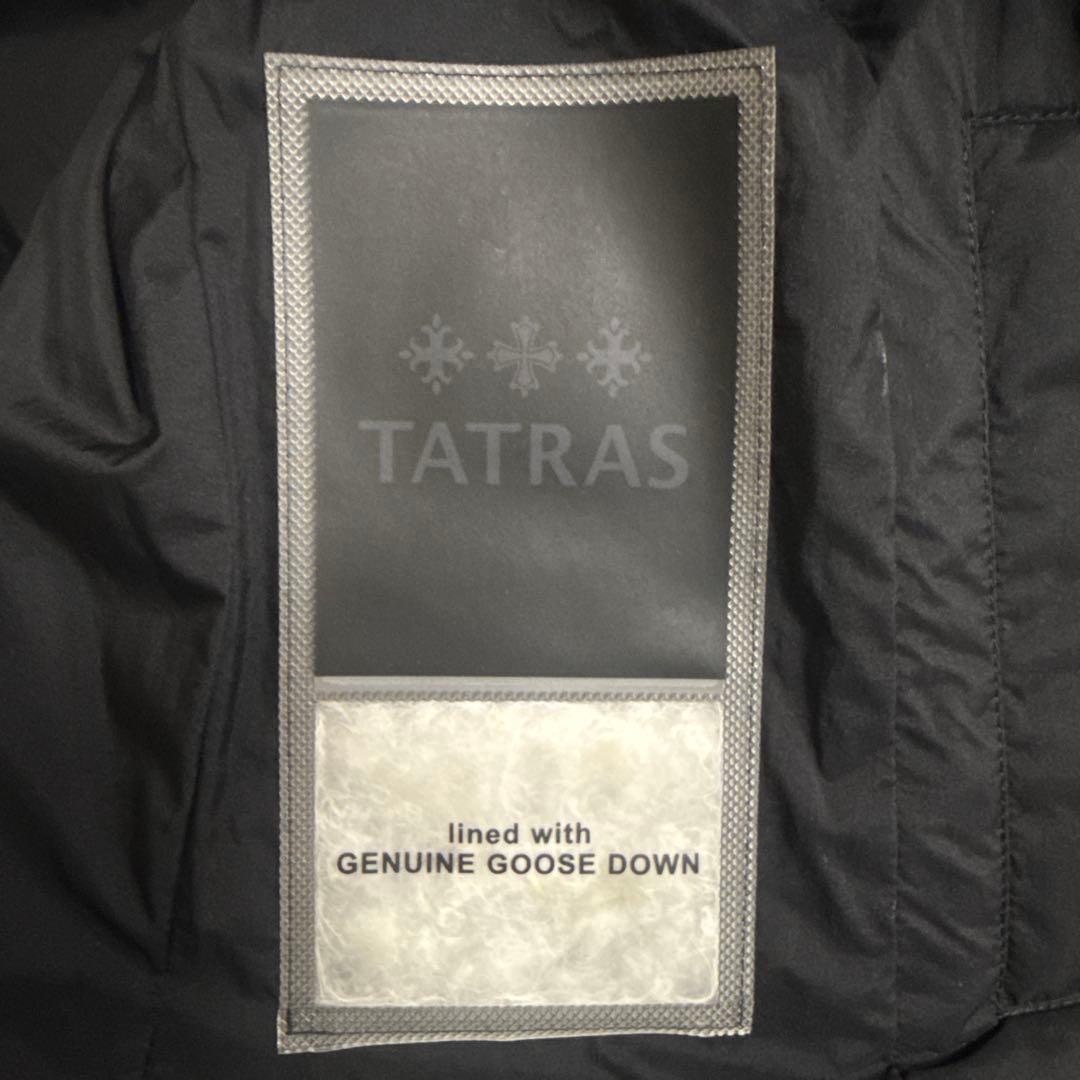 TATRAS
lined with
GENUINE GOOSE DOWN